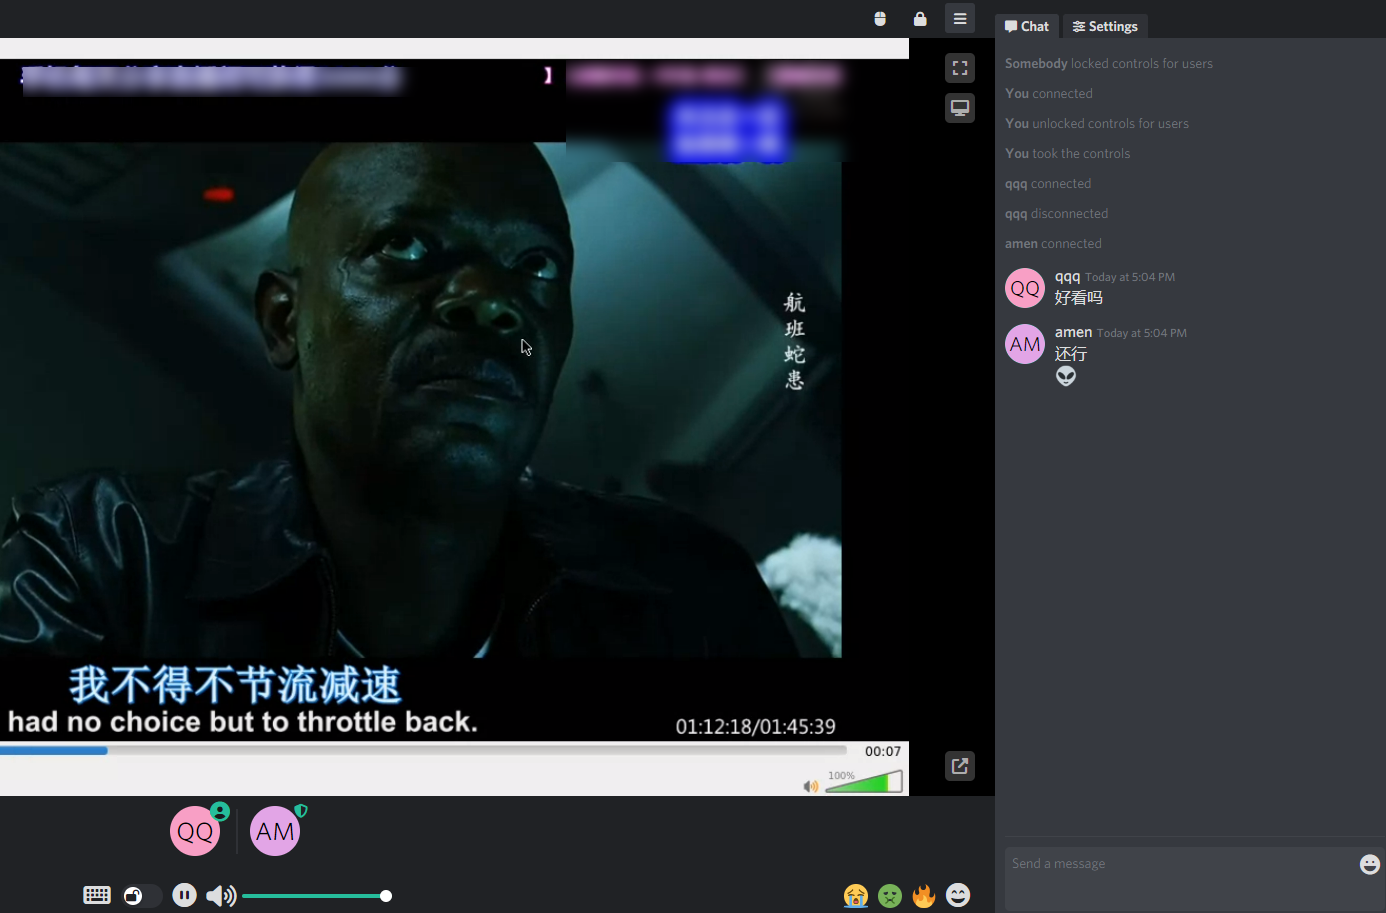 Chat
Settings
Somebody locked controls for users
You connected
You unlocked controls for users
You took the controls
qqq connected
qqq disconnected
amen connected
QQ
qqq Today at 5:04 PM
好看吗
AM
amen Today at 5:04 PM
还行
】
航
班
蛇
患
我不得不节流减速
had no choice but to throttle back.
01:12:18/01:45:39
00:07
100%
QQ
AM
Send a message